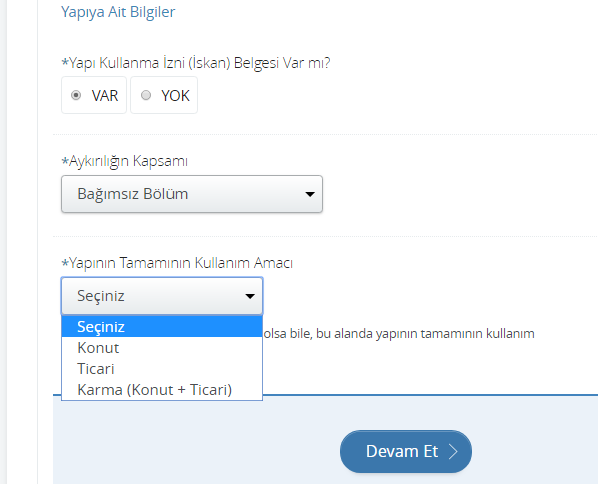 Yapıya Ait Bilgiler
*Yapı Kullanma İzni (İskan) Belgesi Var mı?
VAR YOK
*Aykırılığın Kapsamı
Bağımsız Bölüm
*Yapının Tamamının Kullanım Amacı
Seçiniz
Seçiniz
olsa bile, bu alanda yapının tamamının kullanım
Konut
Ticari
Karma (Konut + Ticari)
Devam Et